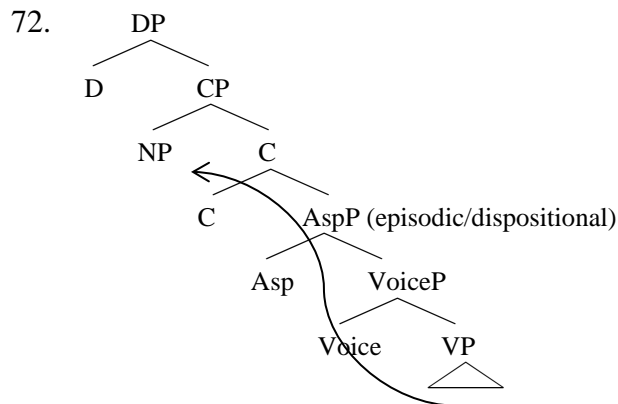 72.
DP
D CP
NP C
C AspP (episodic/dispositional)
Asp VoiceP
Voice VP